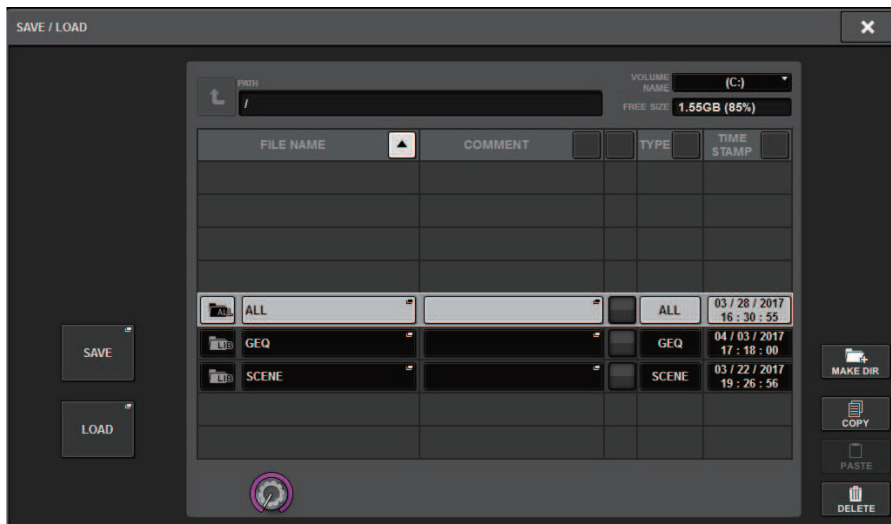 SAVE / LOAD
PATH
/
VOLUME
NAME
(C:)
FREE SIZE 1.55GB (85%)
FILE NAME
COMMENT
TYPE
TIME
STAMP
ALL
ALL
ALL
03 / 28 / 2017
16 : 30 : 55
LIB
GEQ
GEQ
04 / 03 / 2017
17 : 18 : 00
LIB
SCENE
SCENE
03 / 22 / 2017
19 : 26 : 56
SAVE
LOAD
MAKE DIR
COPY
PASTE
DELETE